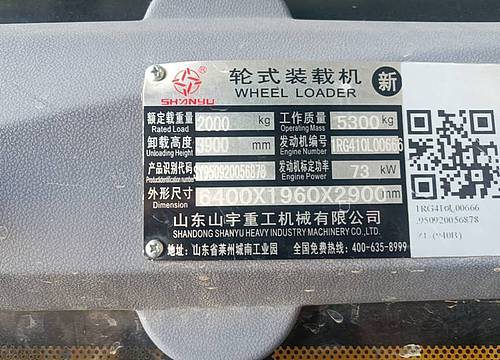 SHANYU
轮式装载机 新
WHEEL LOADER
额定载重量 2000 kg 工作质量 5300 kg
Rated Load Operating Mass
卸载高度 3900 mm 发动机编号 1RG410L00666
Unloading Height Engine Number
产品识别代码 发动机标定功率 73 kW
Productidentificator number Engine Power
外形尺寸 6400X1960X2900 mm
Dimension
山东山宇重工机械有限公司
SHANDONG SHANYU HEAVY INDUSTRY MACHINERY CO.,LTD.
地址:山东省莱州城南工业园 全国免费热线:400-635-8999
1RG410L00666
950920056878